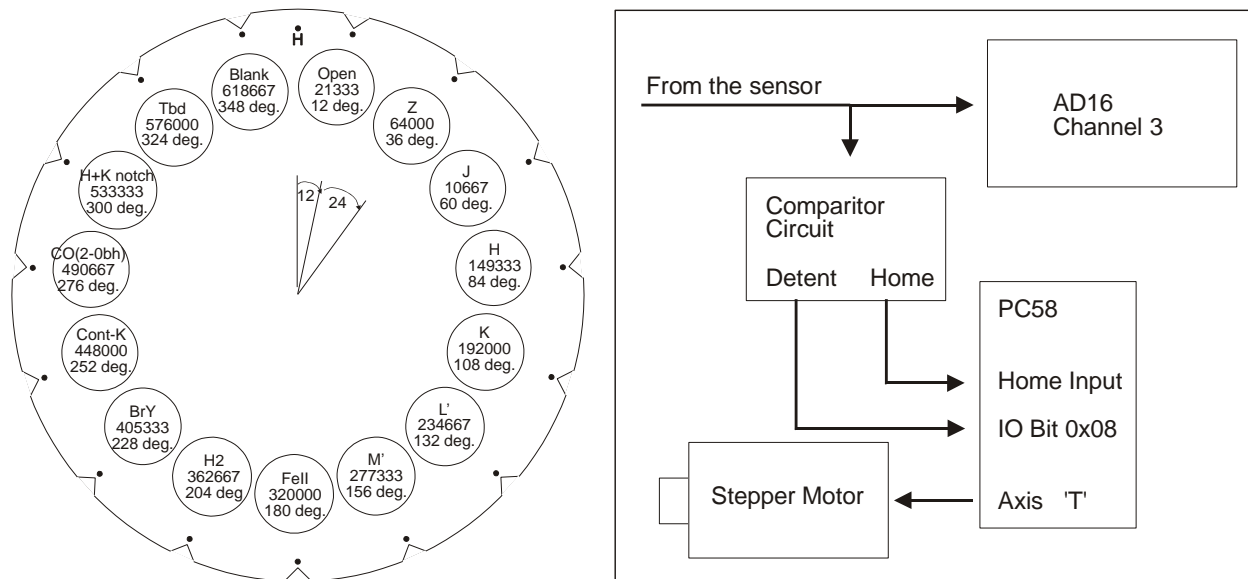 H
Open
21333
12 deg.
Z
64000
36 deg.
J
10667
60 deg.
H
149333
84 deg.
K
192000
108 deg.
L'
234667
132 deg.
M'
277333
156 deg.
FeII
320000
180 deg.
H2
362667
204 deg.
BrY
405333
228 deg.
Cont-K
448000
252 deg.
CO(2-0bh)
490667
276 deg.
H+K notch
533333
300 deg.
Tbd
576000
324 deg.
Blank
618667
348 deg.
12
24
From the sensor
AD16
Channel 3
Comparitor
Circuit
Detent Home
PC58
Home Input
IO Bit 0x08
Axis 'T'
Stepper Motor